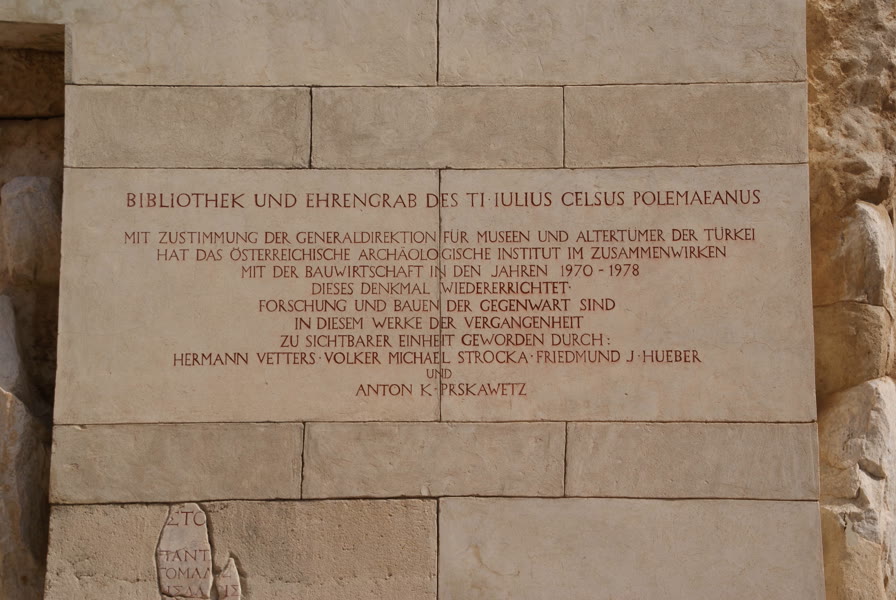 BIBLIOTHEK UND EHRENGRAB DES TI·IULIUS CELSUS POLEMAEANUS
MIT ZUSTIMMUNG DER GENERALDIREKTION FÜR MUSEEN UND ALTERTÜMER DER TÜRKEI
HAT DAS ÖSTERREICHISCHE ARCHÄOLOGISCHE INSTITUT IM ZUSAMMENWIRKEN
MIT DER BAUWIRTSCHAFT IN DEN JAHREN 1970-1978
DIESES DENKMAL WIEDERERRICHTET·
FORSCHUNG UND BAUEN DER GEGENWART SIND
IN DIESEM WERKE DER VERGANGENHEIT
ZU SICHTBARER EINHEIT GEWORDEN DURCH:
HERMANN VETTERS·VOLKER MICHAEL STROCKA·FRIEDMUND J·HUEBER
UND
ANTON K·PRSKAWETZ
ΣΤΟ
ΠΑΝΤ
ΤΟΜΑΛ